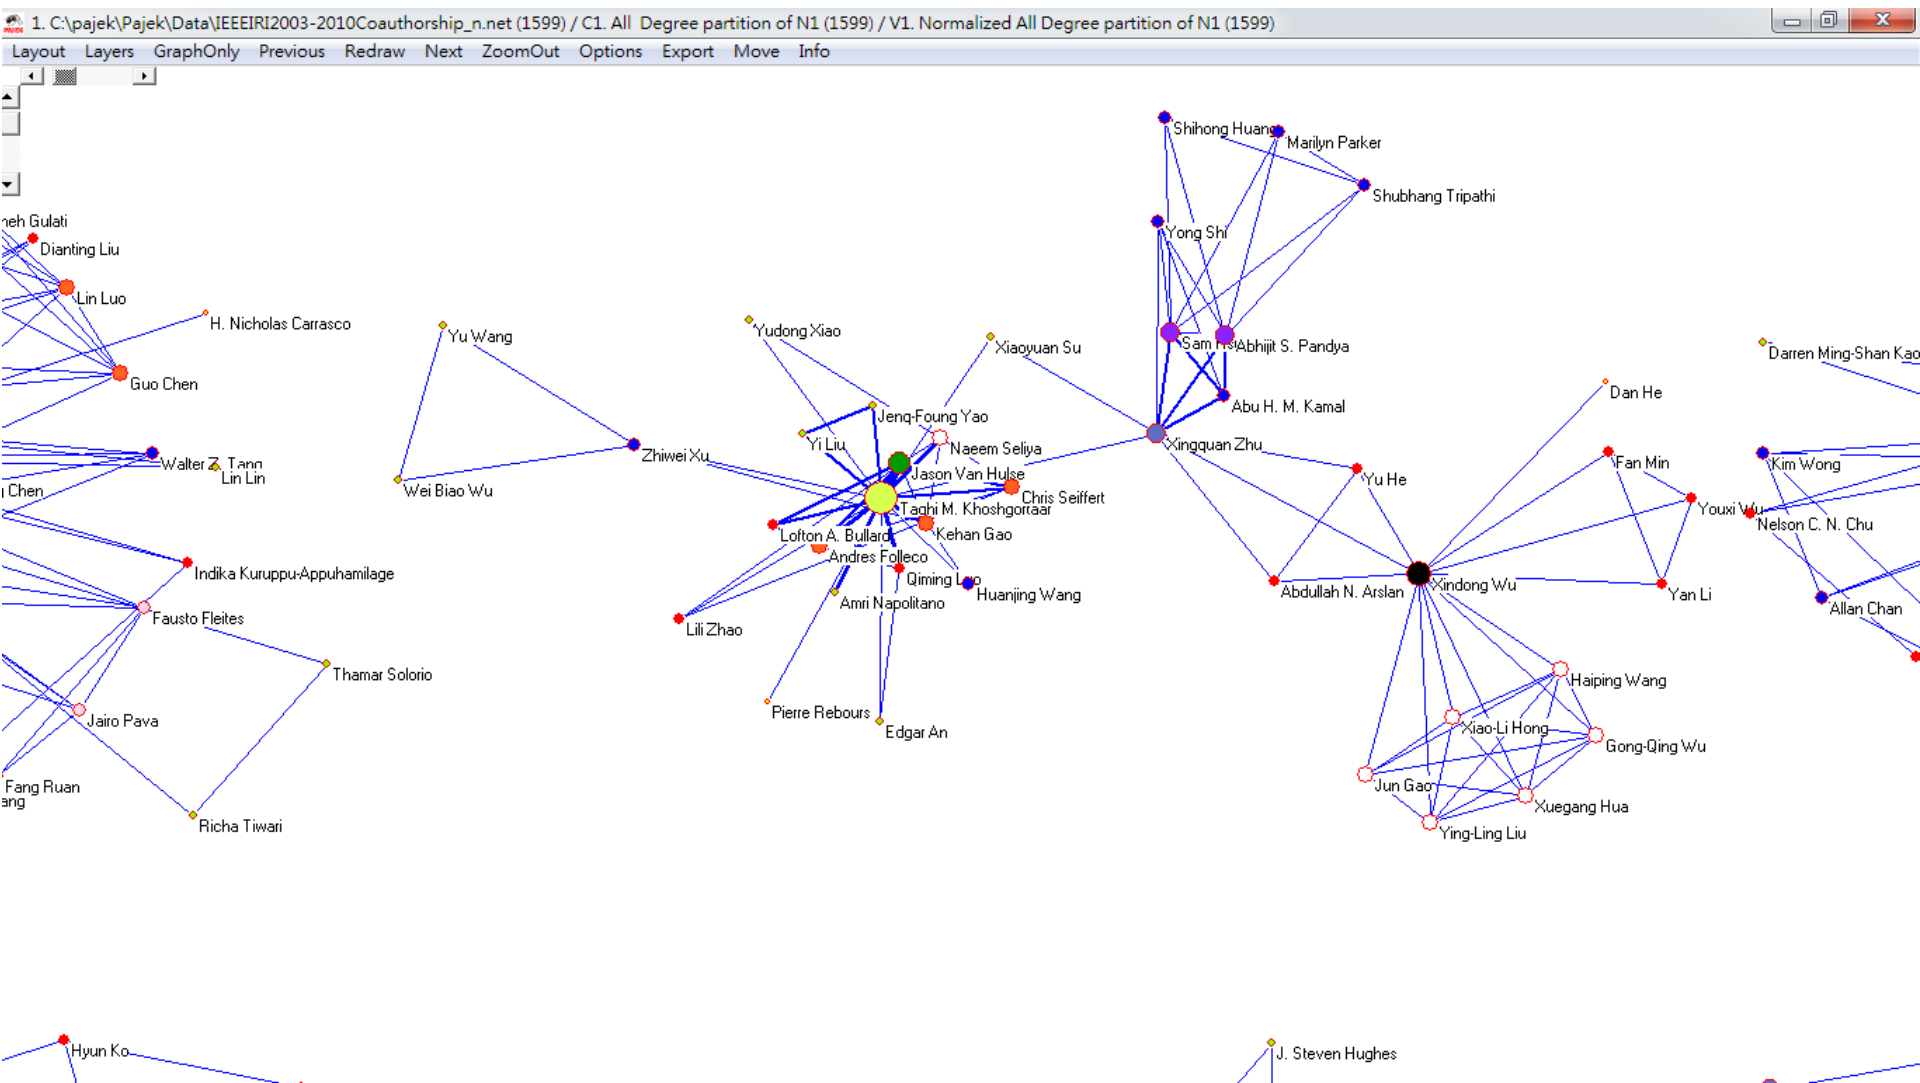 1. C:\pajek\Pajek\Data\IEEEIRI2003-2010Coauthorship_n.net (1599) / C1. All Degree partition of N1 (1599) / V1. Normalized All Degree partition of N1 (1599)
Layout Layers GraphOnly Previous Redraw Next ZoomOut Options Export Move Info
Shihong Huang
Marilyn Parker
Shubhang Tripathi
Gulati
Yong Shi
Dianting Liu
Lin Luo
H. Nicholas Carrasco
Yu Wang
Yudong Xiao
Xiaoyuan Su
Sam
Abhijit S. Pandya
Darren Ming-Shan Kao
Guo Chen
Dan He
Abu H. M. Kamal
Jenq-Foung Yao
Yi Liu
Naeem Seliya
Xingquan Zhu
Zhiwei Xu
Walter Z. Tang
Lin Lin
Fan Min
Kim Wong
Jason Van Hulse
Yu He
Chen
Wei Biao Wu
Chris Seiffert
Taghi M. Khoshgoftaar
Youxi Wu
Nelson C. N. Chu
Lofton A. Bullard
Kehan Gao
Andres Folleco
Indika Kuruppu-Appuhamilage
Qiming Luo
Xindong Wu
Huanjing Wang
Abdullah N. Arslan
Yan Li
Amri Napolitano
Allan Chan
Fausto Fleites
Lili Zhao
Thamar Solorio
Haiping Wang
Pierre Rebours
Jairo Pava
Edgar An
Xiao-Li Hong
Gong-Qing Wu
Fang Ruan
ang
Jun Gao
Xuegang Hua
Richa Tiwari
Ying-Ling Liu
Hyun Ko
J. Steven Hughes